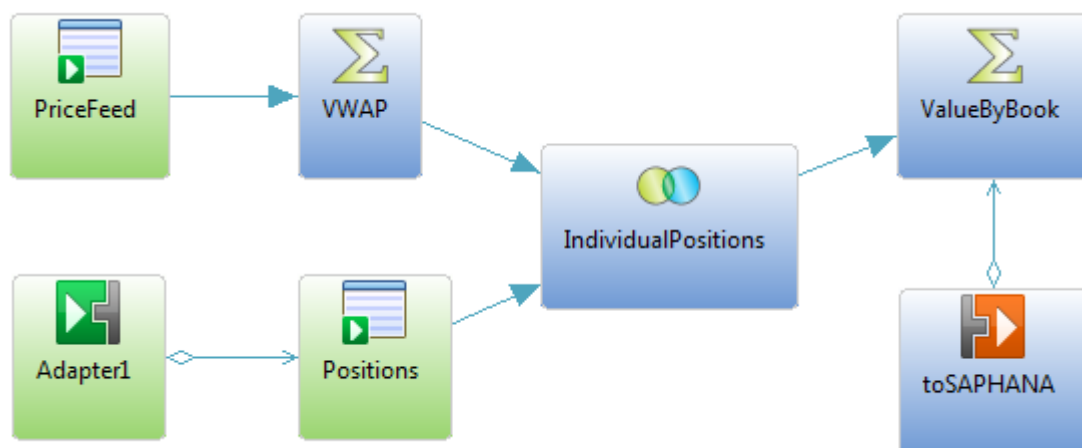 PriceFeed
VWAP
ValueByBook
IndividualPositions
Adapter1
Positions
toSAPHANA